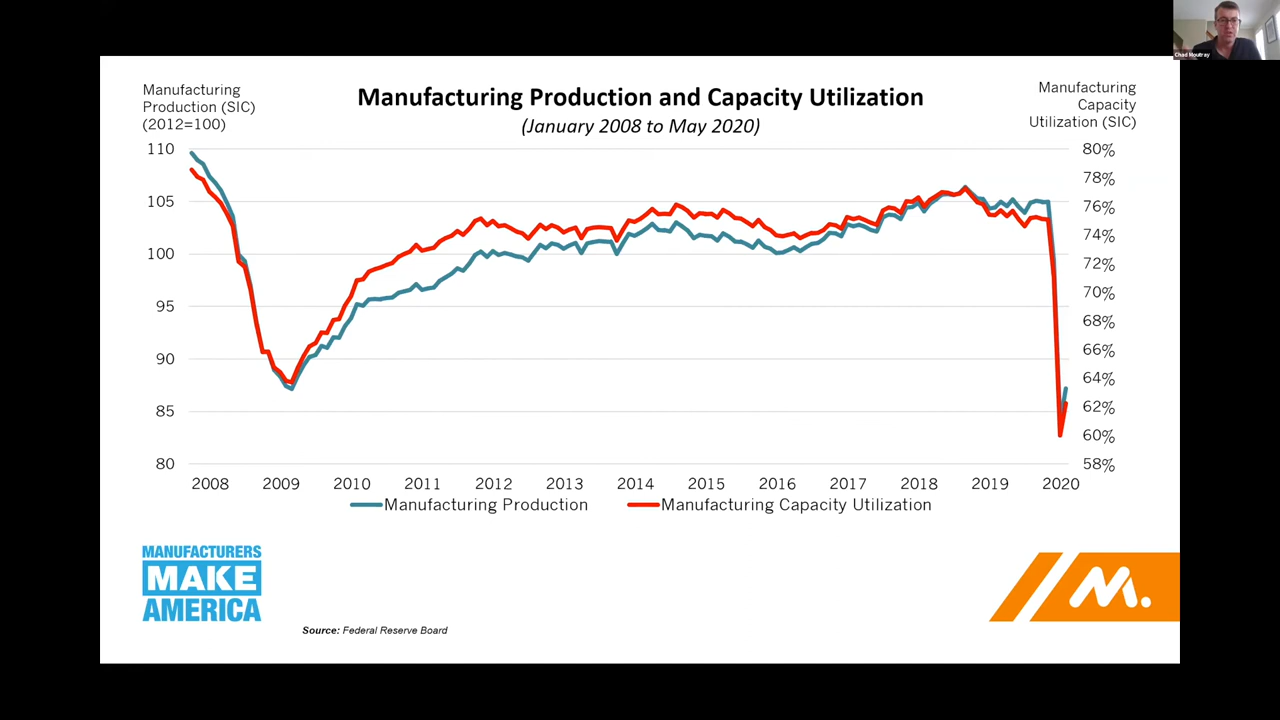 Chad Moutray
Manufacturing
Production (SIC)
(2012=100)
Manufacturing Production and Capacity Utilization
(January 2008 to May 2020)
Manufacturing
Capacity
Utilization (SIC)
110
105
100
95
90
85
80
80%
78%
76%
74%
72%
70%
68%
66%
64%
62%
60%
58%
2008 2009 2010 2011 2012 2013 2014 2015 2016 2017 2018 2019 2020
Manufacturing Production Manufacturing Capacity Utilization
MANUFACTURERS
MAKE
AMERICA
M.
Source: Federal Reserve Board